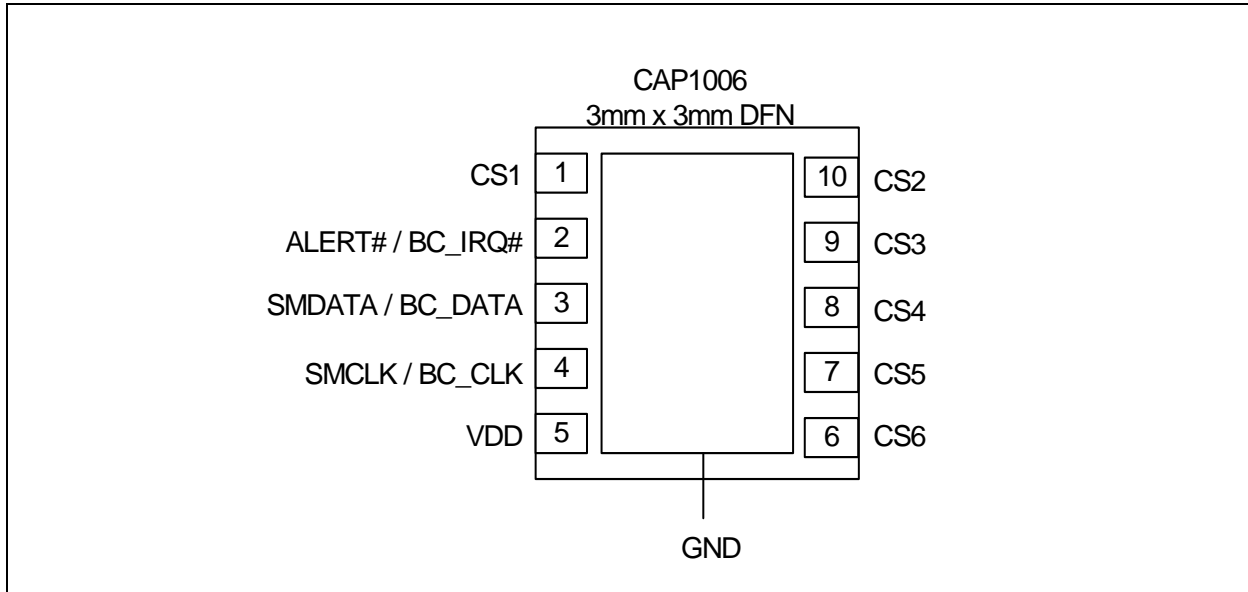 CAP1006
3mm x 3mm DFN
CS1 1
ALERT# / BC_IRQ# 2
SMDATA / BC_DATA 3
SMCLK / BC_CLK 4
VDD 5
10 CS2
9 CS3
8 CS4
7 CS5
6 CS6
GND